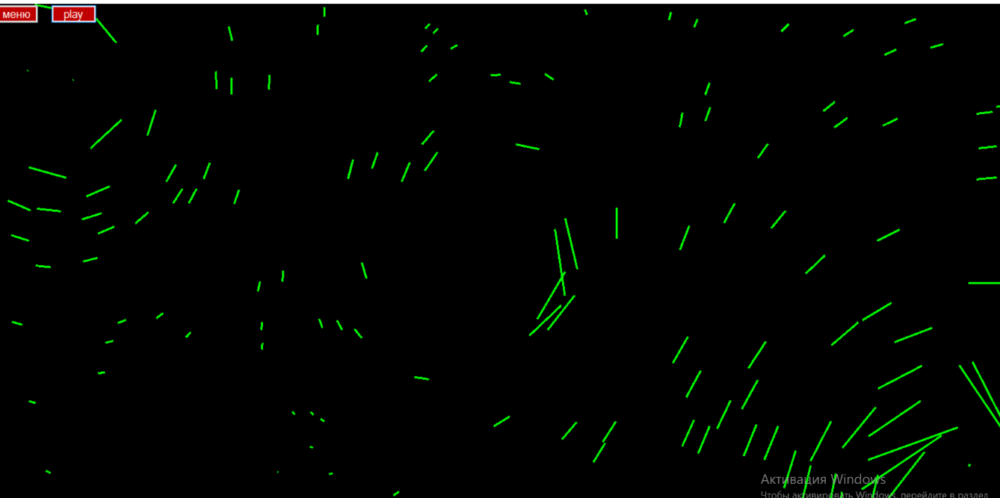 меню play
Активация Windows
Чтобы активировать Windows, перейдите в раздел